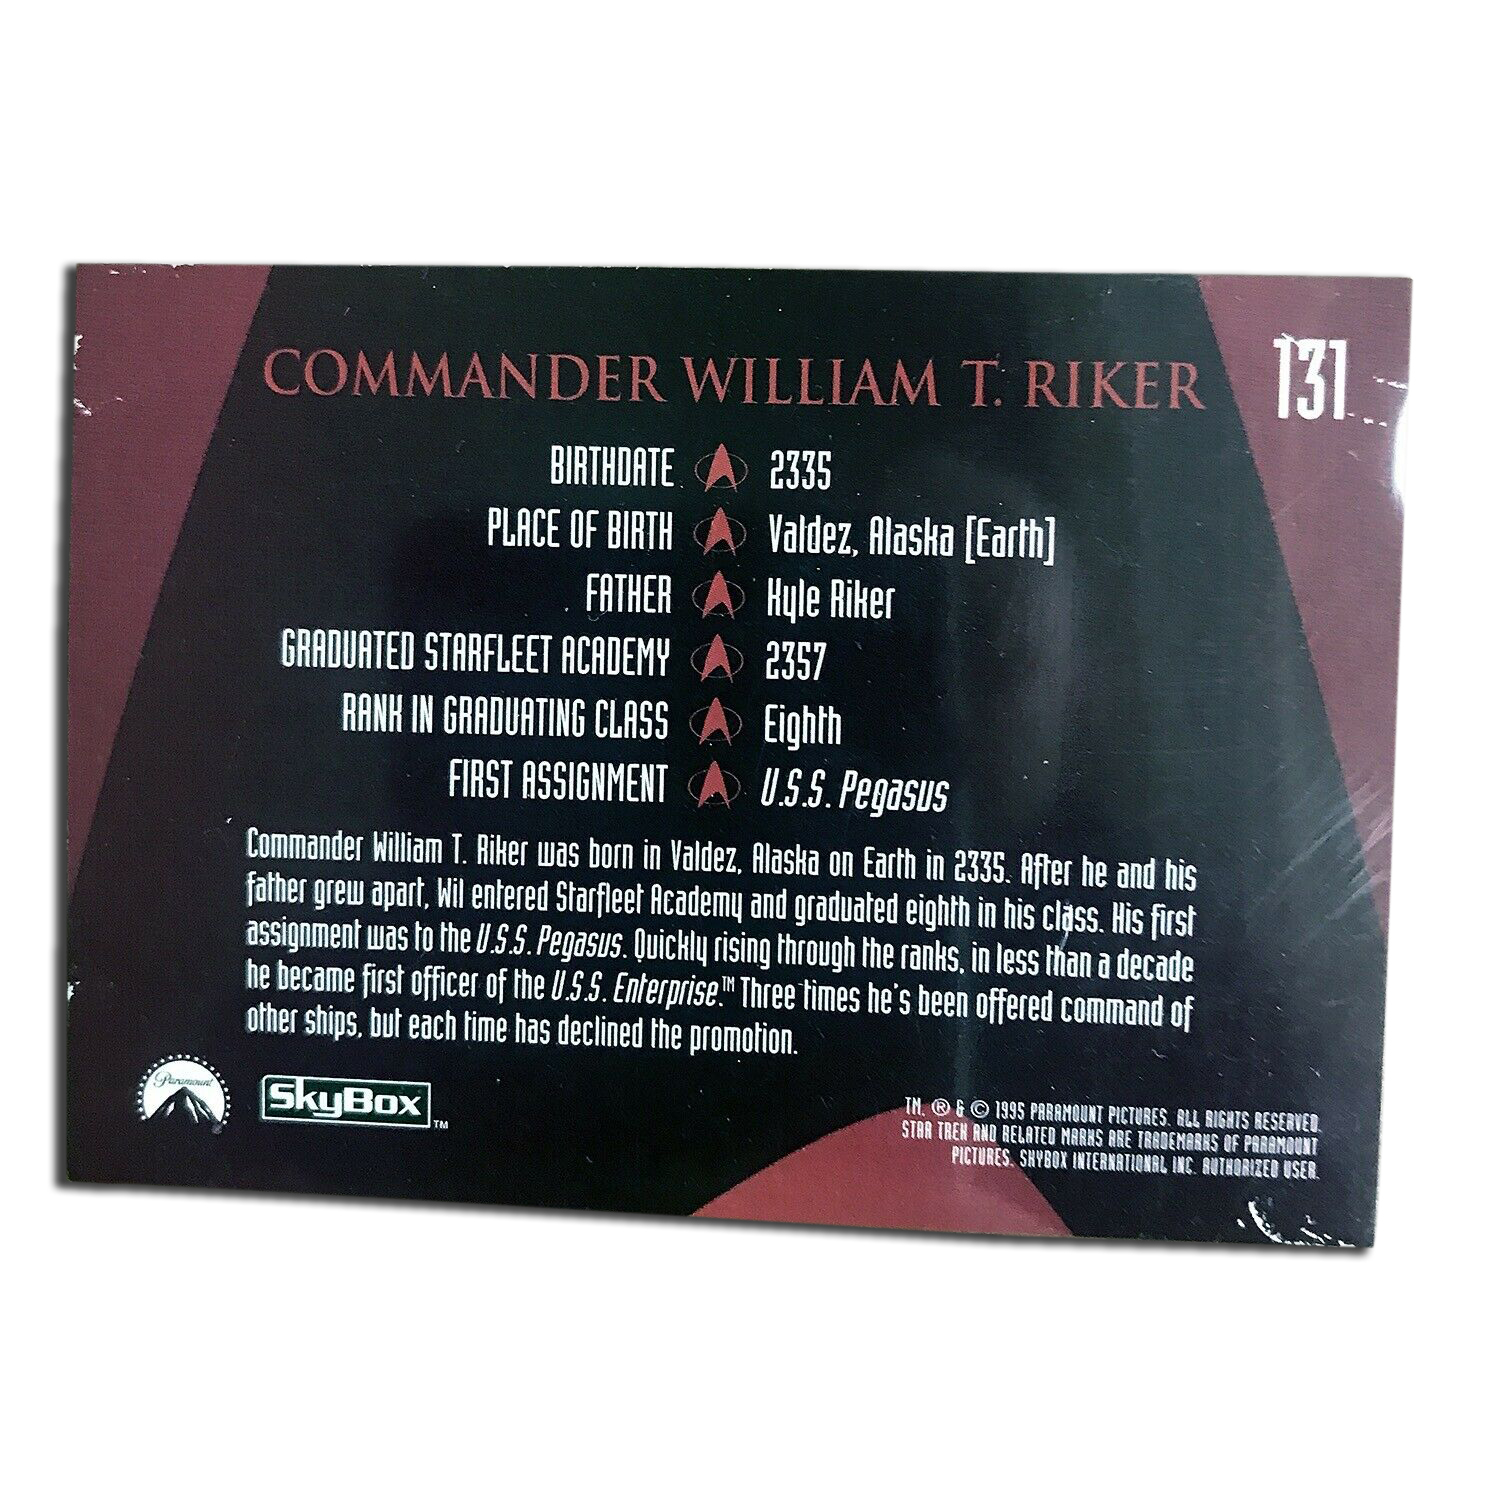 COMMANDER WILLIAM T. RIKER
131
BIRTHDATE 2335
PLACE OF BIRTH Valdez, Alaska [Earth]
FATHER Kyle Riker
GRADUATED STARFLEET ACADEMY 2357
RANK IN GRADUATING CLASS Eighth
FIRST ASSIGNMENT U.S.S. Pegasus
Commander William T. Riker was born in Valdez, Alaska on Earth in 2335. After he and his
father grew apart, Wil entered Starfleet Academy and graduated eighth in his class. His first
assignment was to the U.S.S. Pegasus. Quickly rising through the ranks, in less than a decade
he became first officer of the U.S.S. Enterprise.™ Three times he's been offered command of
other ships, but each time has declined the promotion.
Paramount
SkyBox™
TM, ® & © 1995 PARAMOUNT PICTURES. ALL RIGHTS RESERVED.
STAR TREK AND RELATED MARKS ARE TRADEMARKS OF PARAMOUNT
PICTURES. SKYBOX INTERNATIONAL INC. AUTHORIZED USER.